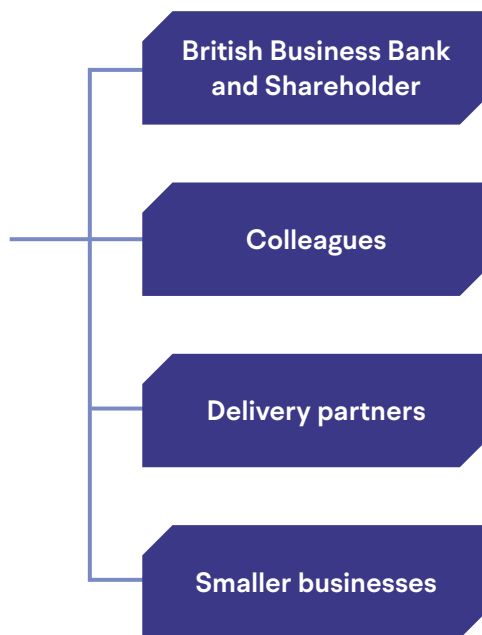 British Business Bank
and Shareholder
Colleagues
Delivery partners
Smaller businesses